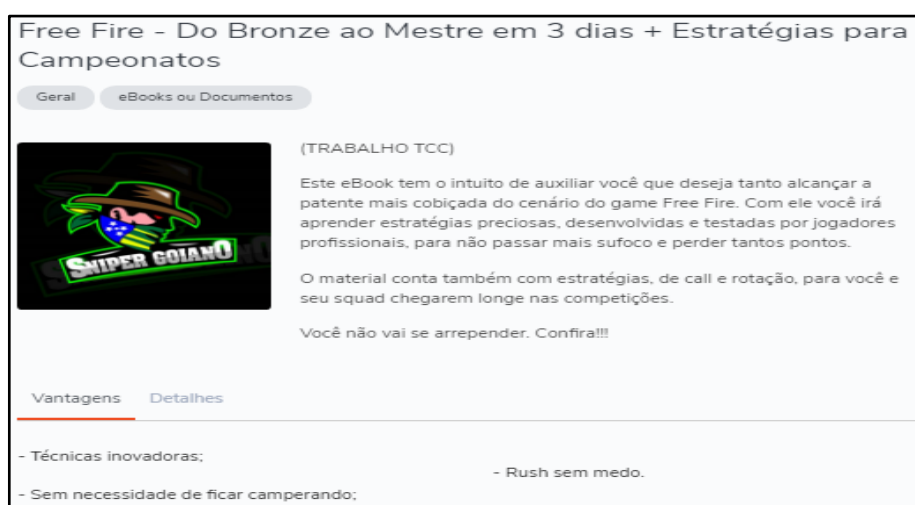 Free Fire - Do Bronze ao Mestre em 3 dias + Estratégias para
Campeonatos
Geral
eBooks ou Documentos
SNIPER GOIANO
(TRABALHO TCC)
Este eBook tem o intuito de auxiliar você que deseja tanto alcançar a
patente mais cobiçada do cenário do game Free Fire. Com ele você irá
aprender estratégias preciosas, desenvolvidas e testadas por jogadores
profissionais, para não passar mais sufoco e perder tantos pontos.
O material conta também com estratégias, de call e rotação, para você e
seu squad chegarem longe nas competições.
Você não vai se arrepender. Confira!!!
Vantagens
Detalhes
- Técnicas inovadoras;
- Rush sem medo.
- Sem necessidade de ficar camperando;